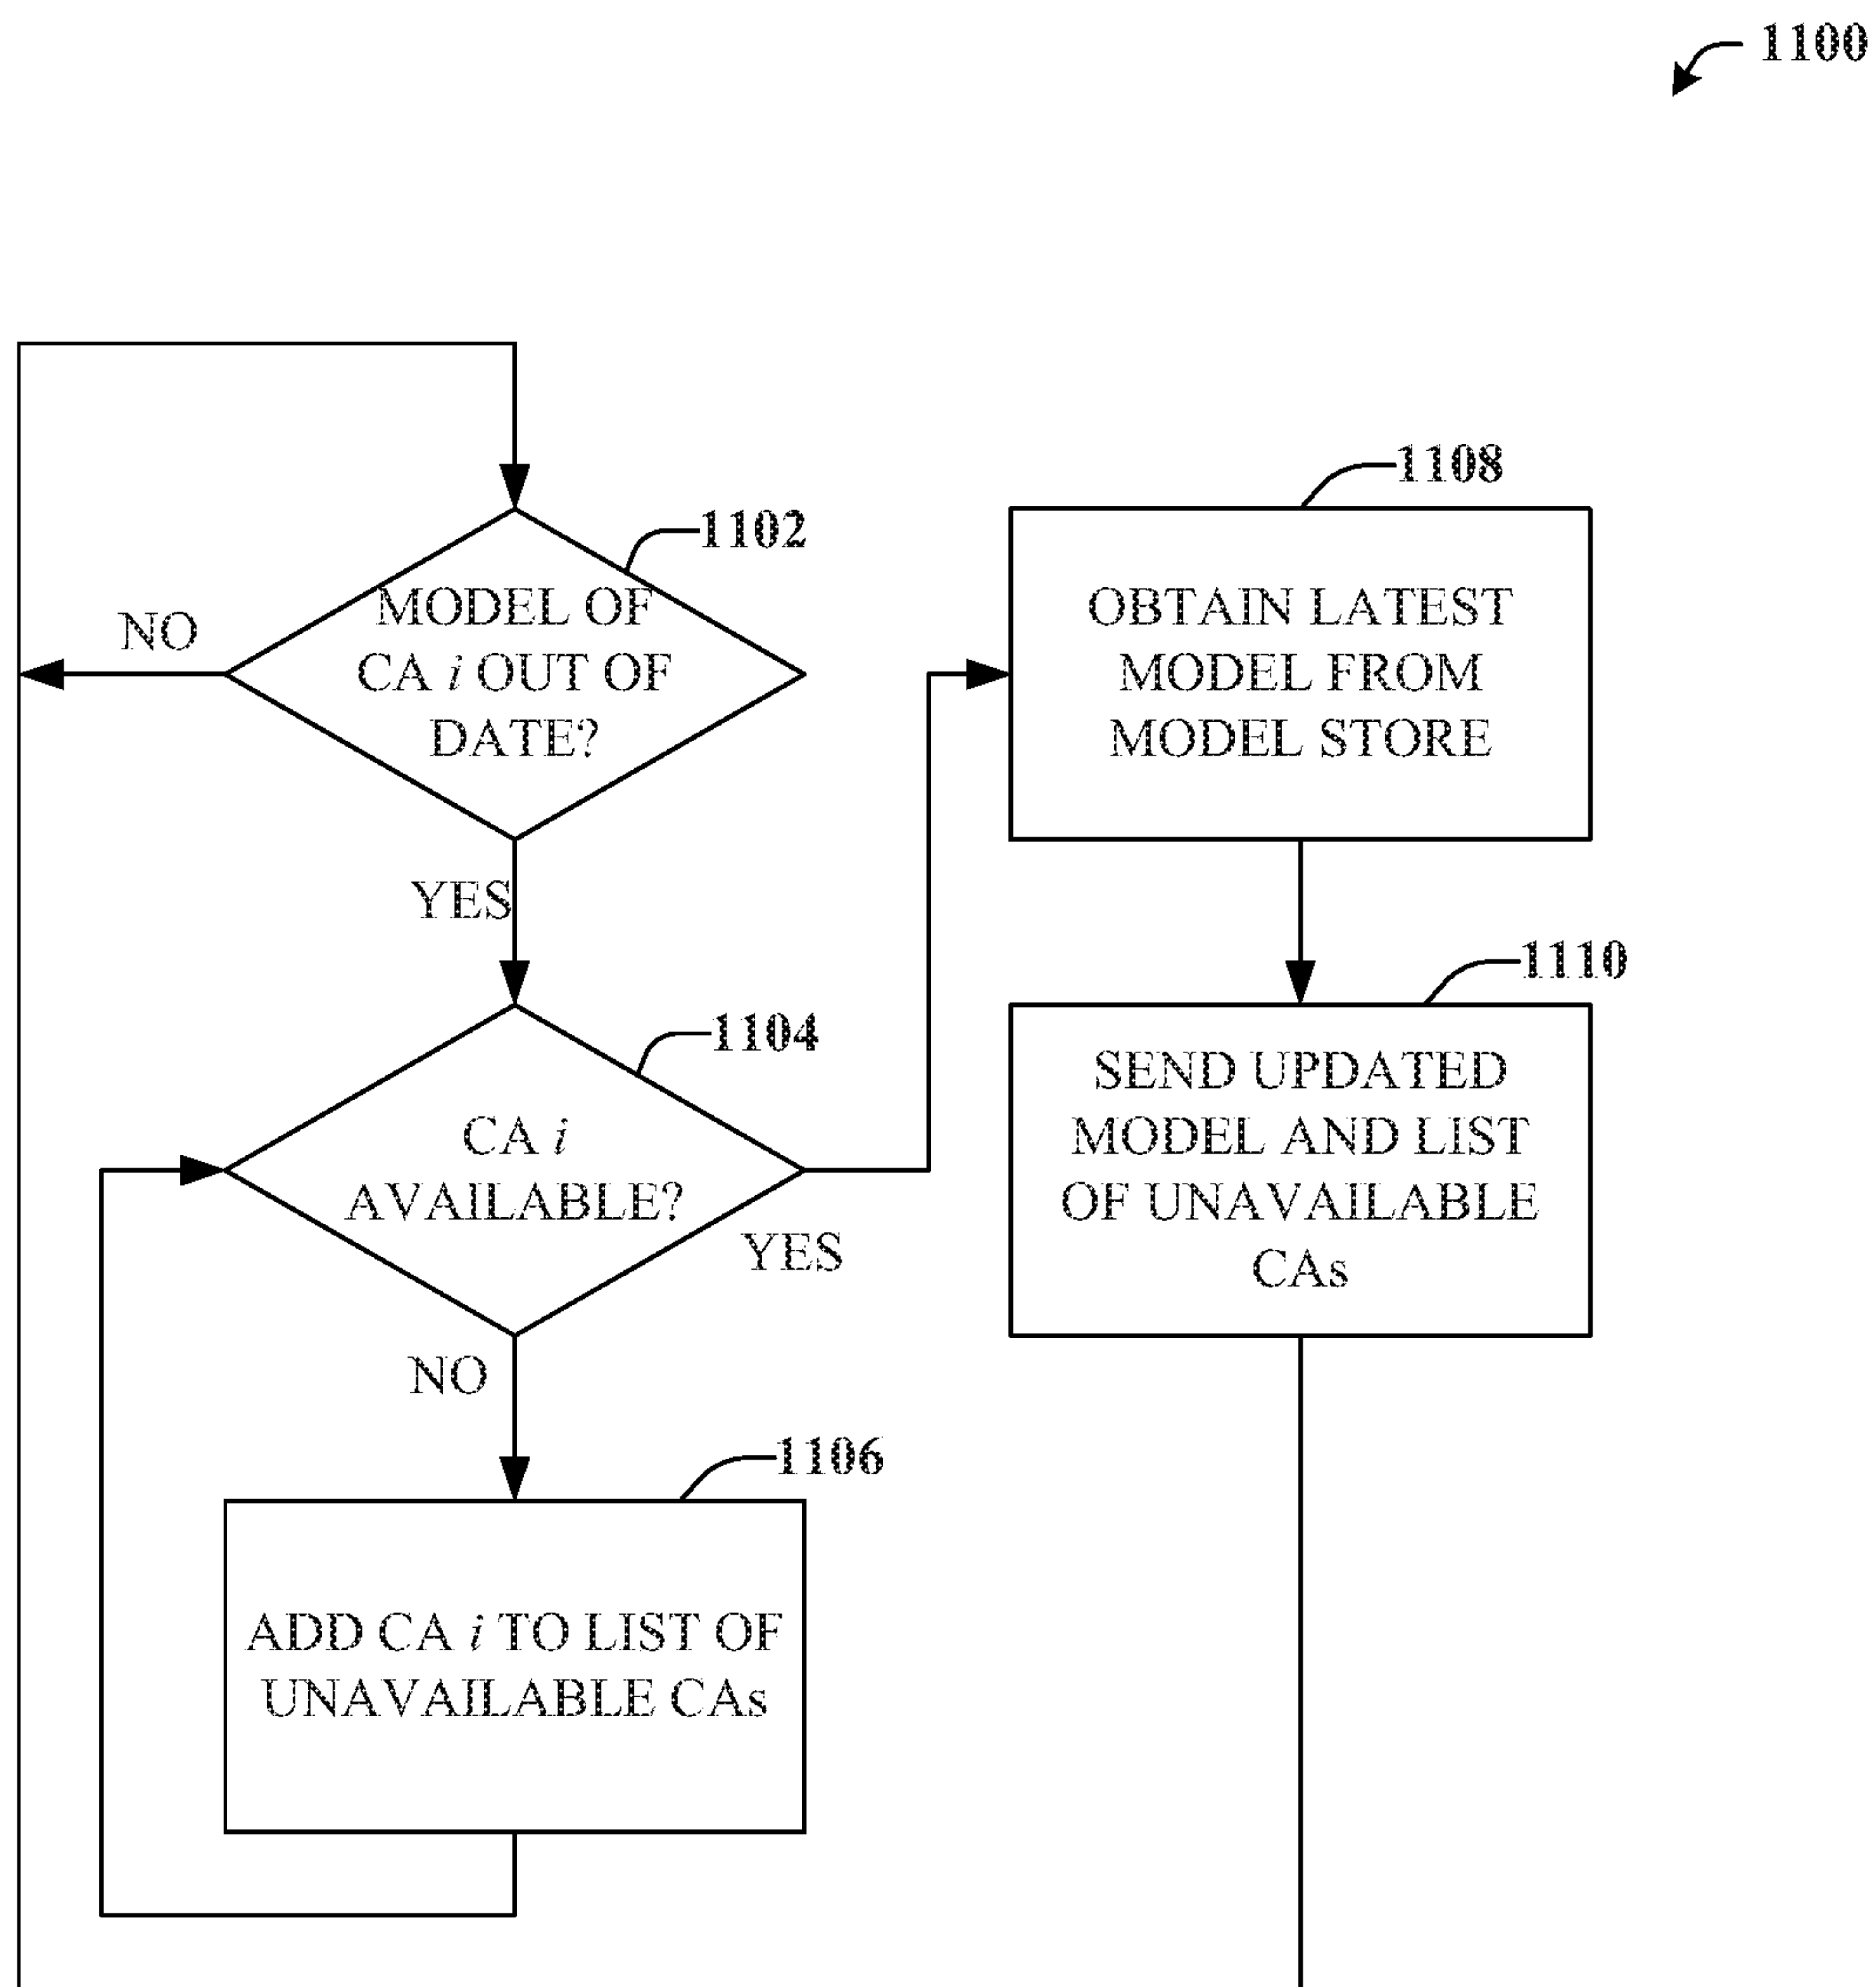 1100
1102
MODEL OF
CA i OUT OF
DATE?
NO
YES
1104
CA i
AVAILABLE?
YES
NO
1106
ADD CA i TO LIST OF
UNAVAILABLE CAs
1108
OBTAIN LATEST
MODEL FROM
MODEL STORE
1110
SEND UPDATED
MODEL AND LIST
OF UNAVAILABLE
CAs